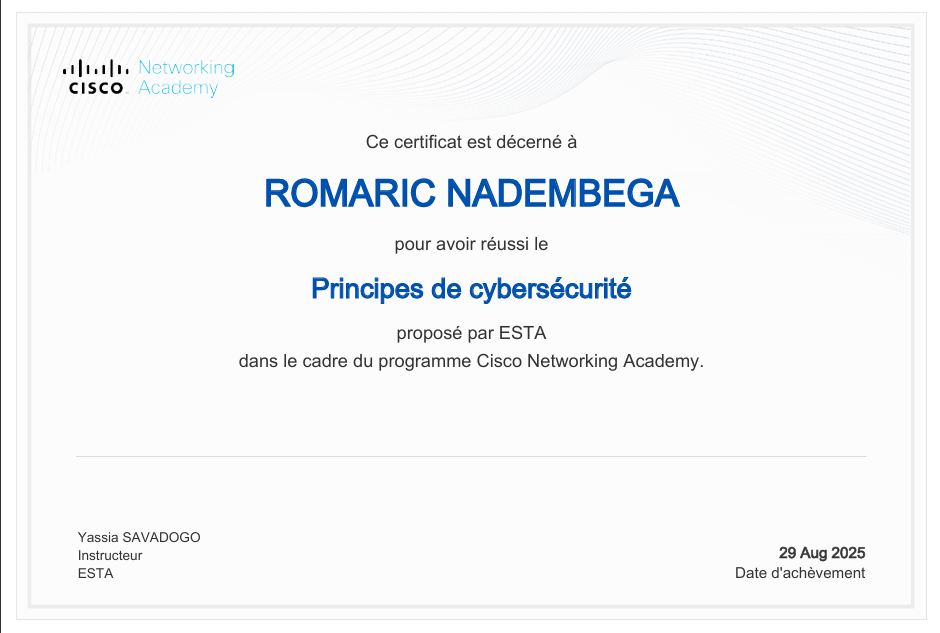 CISCO Networking
Academy
Ce certificat est décerné à
ROMARIC NADEMBEGA
pour avoir réussi le
Principes de cybersécurité
proposé par ESTA
dans le cadre du programme Cisco Networking Academy.
Yassia SAVADOGO
Instructeur
ESTA
29 Aug 2025
Date d'achèvement